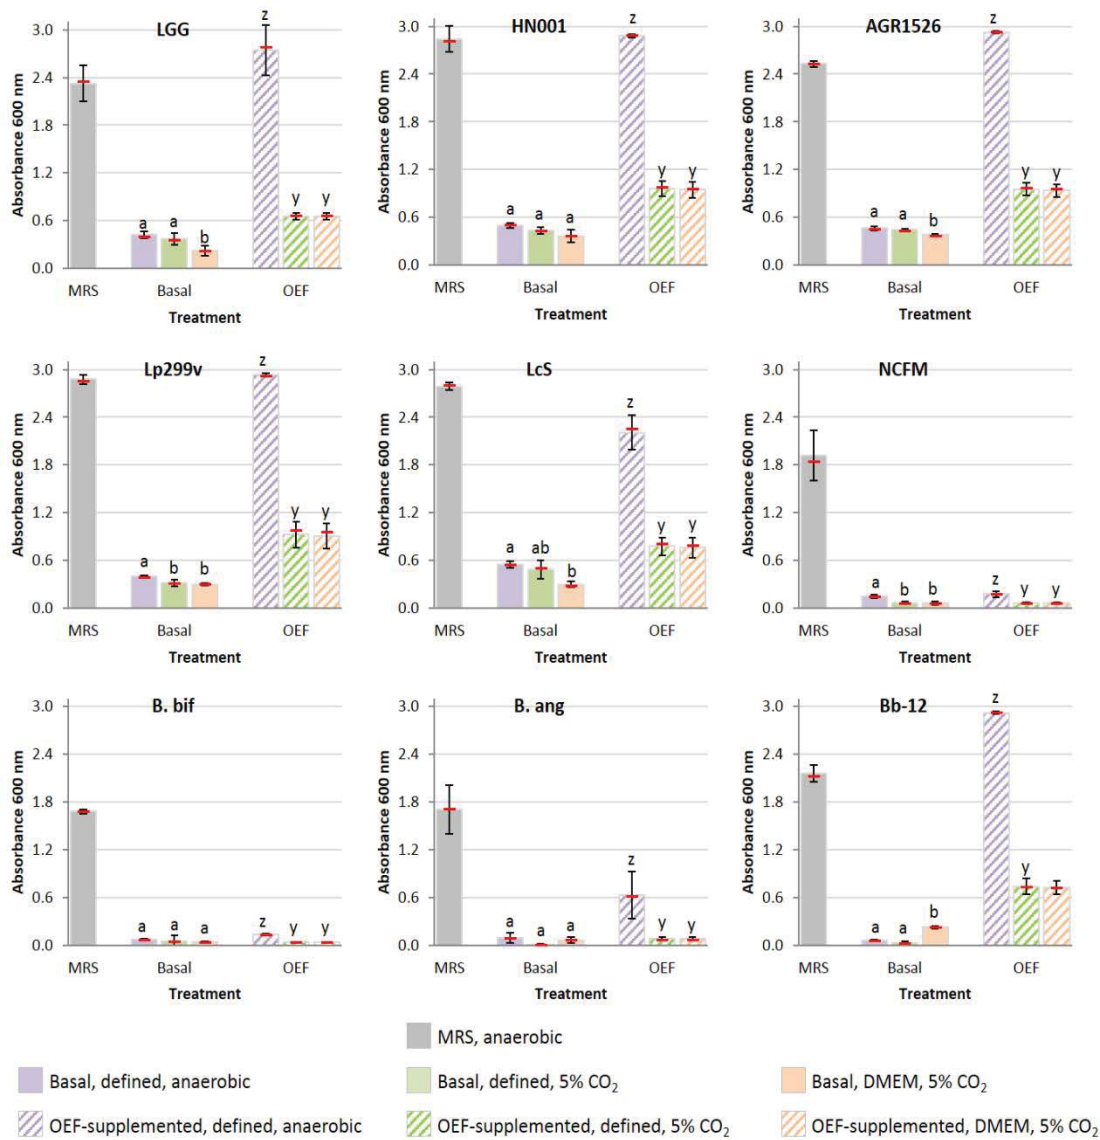 LGG
Absorbance 600 nm
3.0
2.4
1.8
1.2
0.6
0.0
a
a
b
z
y
y
MRS
Basal
OEF
Treatment
HN001
Absorbance 600 nm
3.0
2.4
1.8
1.2
0.6
0.0
a
a
a
z
y
y
MRS
Basal
OEF
Treatment
AGR1526
Absorbance 600 nm
3.0
2.4
1.8
1.2
0.6
0.0
a
a
b
z
y
y
MRS
Basal
OEF
Treatment
Lp299v
Absorbance 600 nm
3.0
2.4
1.8
1.2
0.6
0.0
a
b
b
z
y
y
MRS
Basal
OEF
Treatment
LcS
Absorbance 600 nm
3.0
2.4
1.8
1.2
0.6
0.0
a
ab
b
z
y
y
MRS
Basal
OEF
Treatment
NCFM
Absorbance 600 nm
3.0
2.4
1.8
1.2
0.6
0.0
a
b
b
z
y
y
MRS
Basal
OEF
Treatment
B. bif
Absorbance 600 nm
3.0
2.4
1.8
1.2
0.6
0.0
a
a
a
z
y
y
MRS
Basal
OEF
Treatment
B. ang
Absorbance 600 nm
3.0
2.4
1.8
1.2
0.6
0.0
a
a
a
z
y
y
MRS
Basal
OEF
Treatment
Bb-12
Absorbance 600 nm
3.0
2.4
1.8
1.2
0.6
0.0
a
a
b
z
y
y
MRS
Basal
OEF
Treatment
MRS, anaerobic
Basal, defined, anaerobic
Basal, defined, 5% CO₂
Basal, DMEM, 5% CO₂
OEF-supplemented, defined, anaerobic
OEF-supplemented, defined, 5% CO₂
OEF-supplemented, DMEM, 5% CO₂